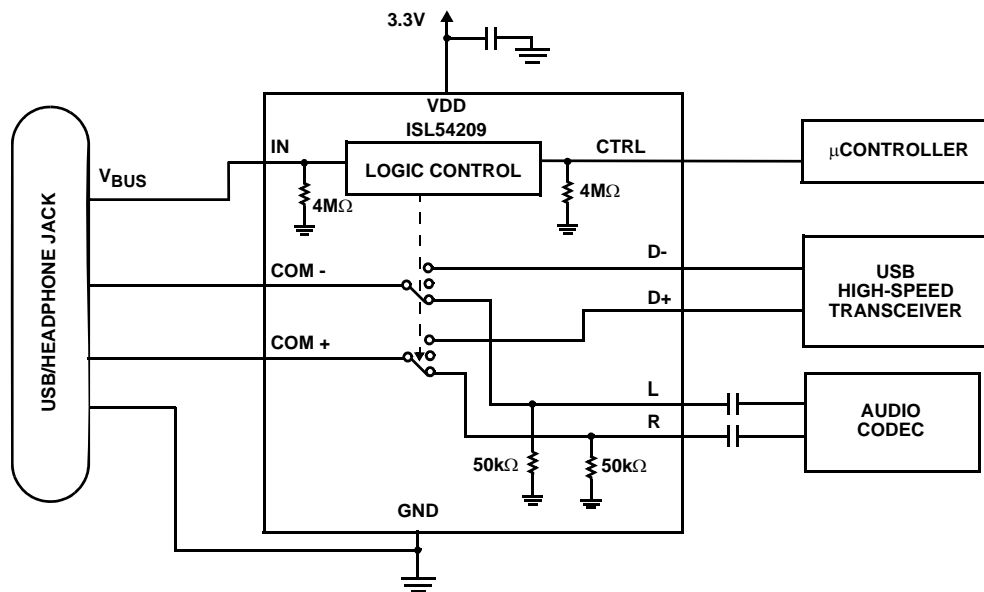 3.3V
VDD
ISL54209
IN
LOGIC CONTROL
CTRL
µCONTROLLER
VBUS
4MΩ
4MΩ
USB/HEADPHONE JACK
COM -
D-
USB
HIGH-SPEED
TRANSCEIVER
D+
COM +
L
R
AUDIO
CODEC
50kΩ
50kΩ
GND